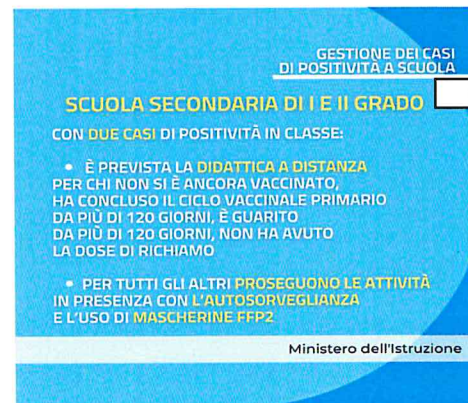 GESTIONE DEI CASI
DI POSITIVITÀ A SCUOLA
SCUOLA SECONDARIA DI I E II GRADO
CON DUE CASI DI POSITIVITÀ IN CLASSE:
• È PREVISTA LA DIDATTICA A DISTANZA
PER CHI NON SI È ANCORA VACCINATO,
HA CONCLUSO IL CICLO VACCINALE PRIMARIO
DA PIÙ DI 120 GIORNI, È GUARITO
DA PIÙ DI 120 GIORNI, NON HA AVUTO
LA DOSE DI RICHIAMO
• PER TUTTI GLI ALTRI PROSEGUONO LE ATTIVITÀ
IN PRESENZA CON L'AUTOSORVEGLIANZA
E L'USO DI MASCHERINE FFP2
Ministero dell'Istruzione